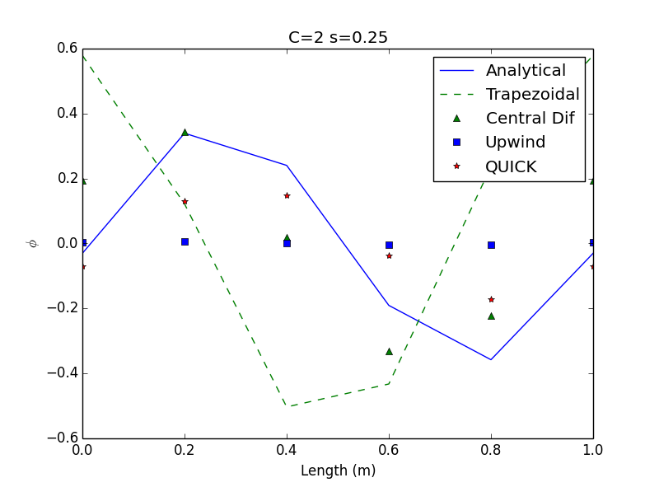 C=2 s=0.25
0.6
0.4
0.2
0.0
−0.2
−0.4
−0.6
ϕ
Analytical
Trapezoidal
Central Dif
Upwind
QUICK
0.0 0.2 0.4 0.6 0.8 1.0
Length (m)